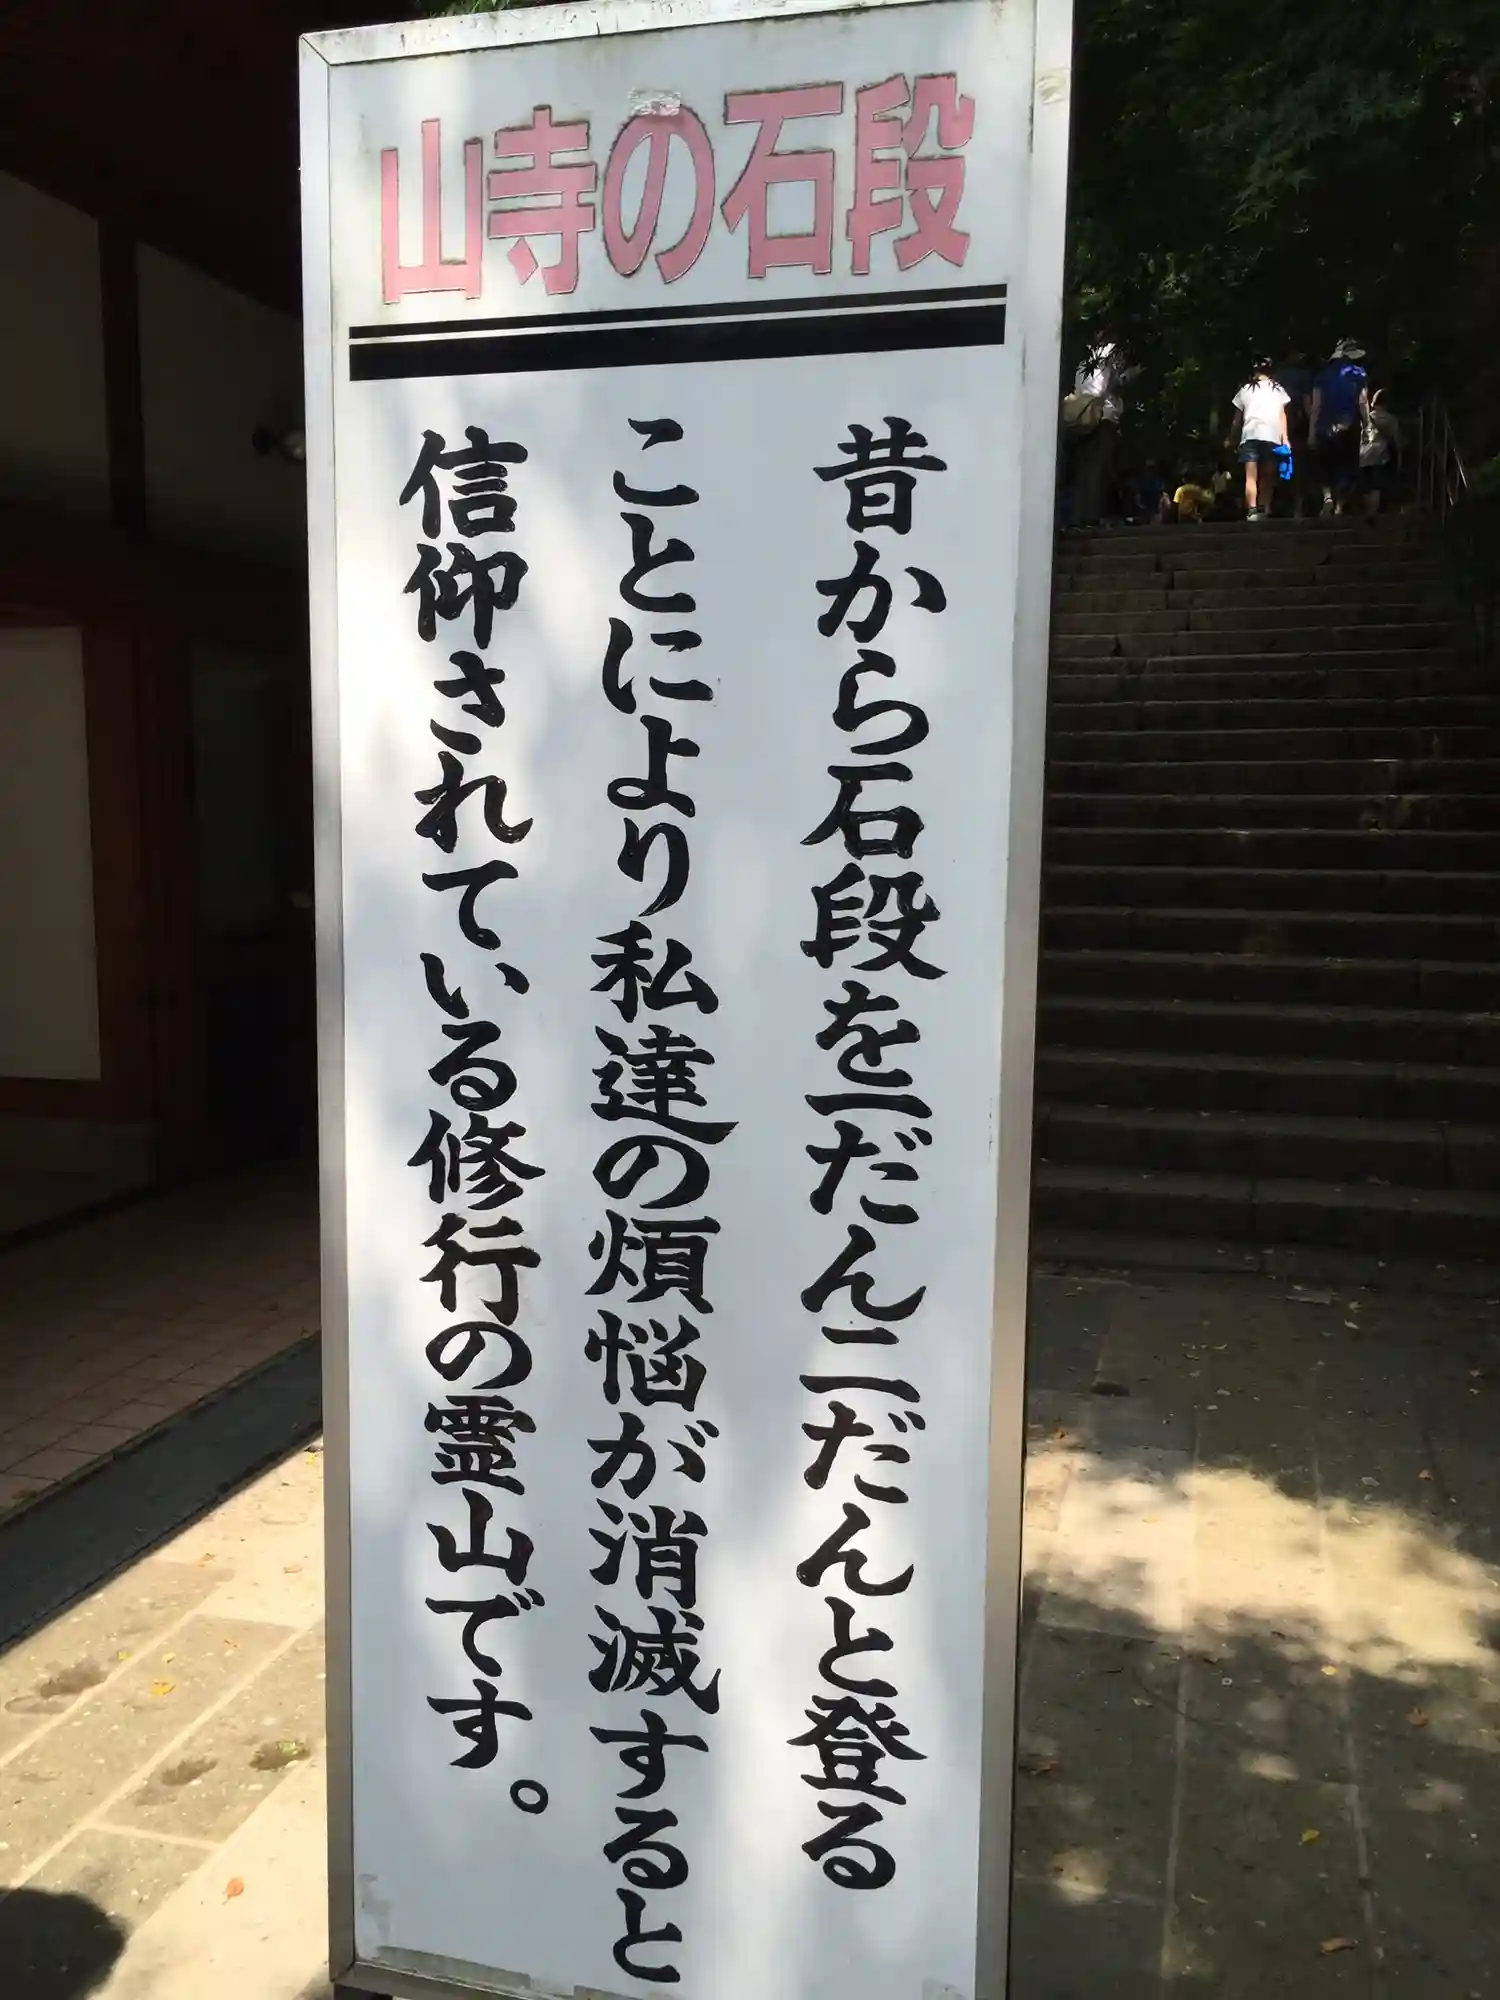 山寺の石段
昔から石段を一だん二だんと登る
ことにより私達の煩悩が消滅すると
信仰されている修行の霊山です。